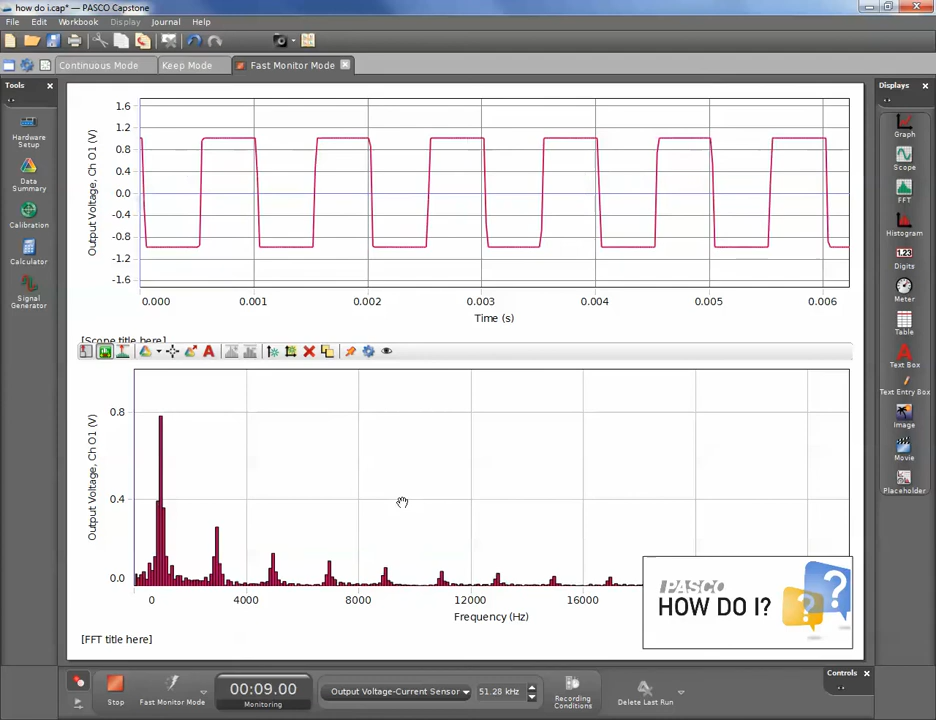 how do i.cap* — PASCO Capstone
File Edit Workbook Display Journal Help
Continuous Mode Keep Mode Fast Monitor Mode
Tools
Hardware
Setup
Data
Summary
Calibration
Calculator
Signal
Generator
Output Voltage, Ch O1 (V)
1.6
1.2
0.8
0.4
0.0
-0.4
-0.8
-1.2
-1.6
0.000 0.001 0.002 0.003 0.004 0.005 0.006
Time (s)
[Scope title here]
Output Voltage, Ch O1 (V)
0.8
0.4
0.0
0 4000 8000 12000 16000
Frequency (Hz)
[FFT title here]
PASCO
HOW DO I?
? ?
Displays
Graph
Scope
FFT
Histogram
1.23
Digits
Meter
Table
A
Text Box
Text Entry Box
Image
Movie
Placeholder
Stop
Fast Monitor Mode
00:09.00
Monitoring
Output Voltage-Current Sensor
51.28 kHz
Recording
Conditions
Delete Last Run
Controls